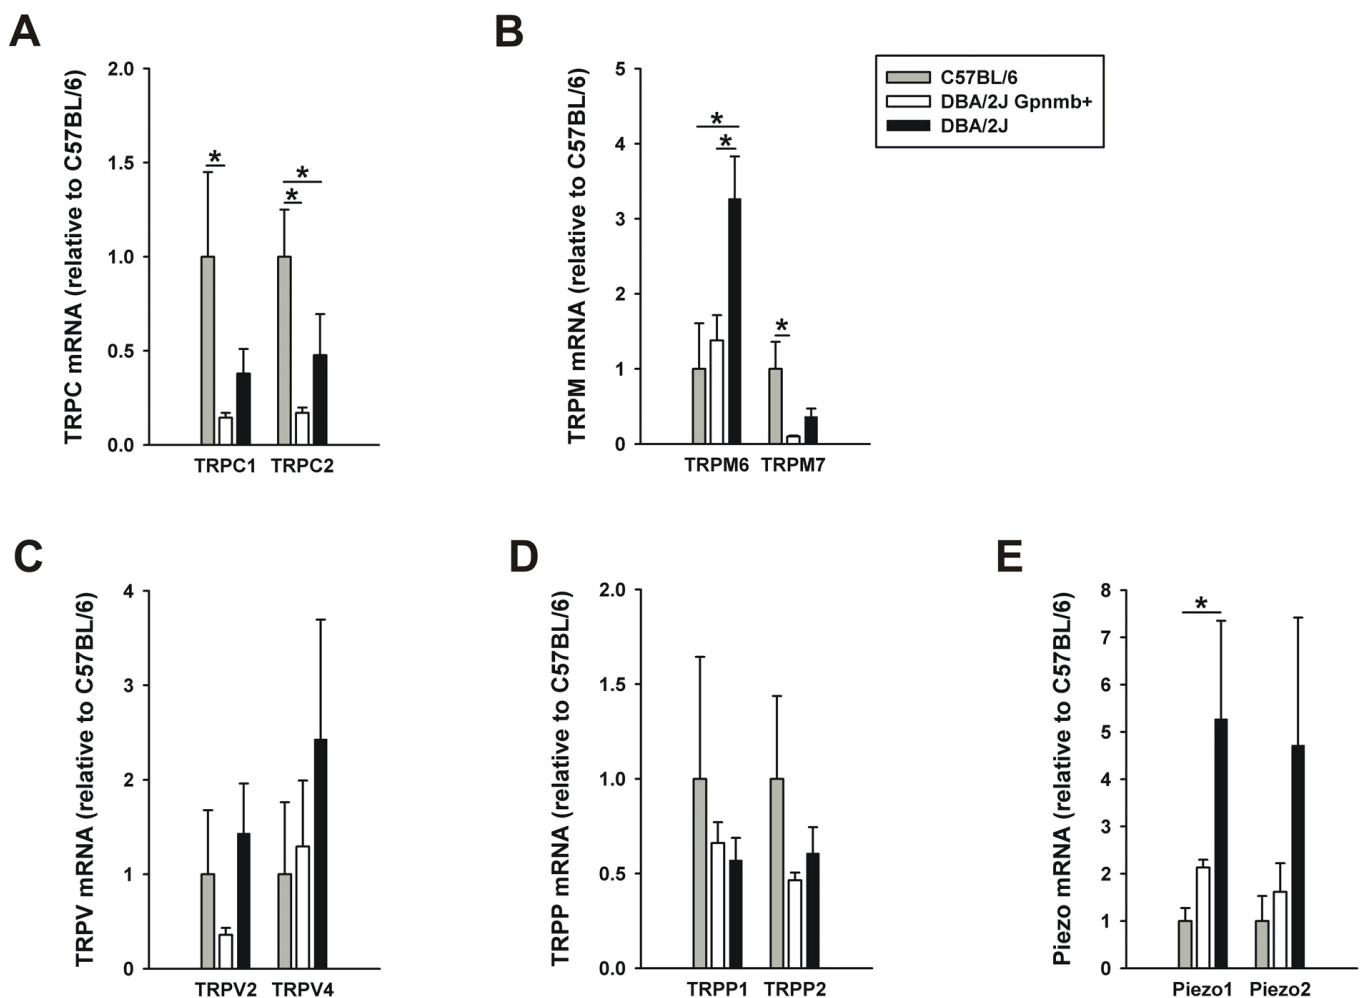 A
TRPC mRNA (relative to C57BL/6)
2.0
1.5
1.0
0.5
0.0
*
*
*
TRPC1 TRPC2
B
TRPM mRNA (relative to C57BL/6)
5
4
3
2
1
0
*
*
*
TRPM6 TRPM7
C57BL/6
DBA/2J Gpnmb+
DBA/2J
C
TRPV mRNA (relative to C57BL/6)
4
3
2
1
0
TRPV2 TRPV4
D
TRPP mRNA (relative to C57BL/6)
2.0
1.5
1.0
0.5
0.0
TRPP1 TRPP2
E
Piezo mRNA (relative to C57BL/6)
8
7
6
5
4
3
2
1
0
*
Piezo1 Piezo2